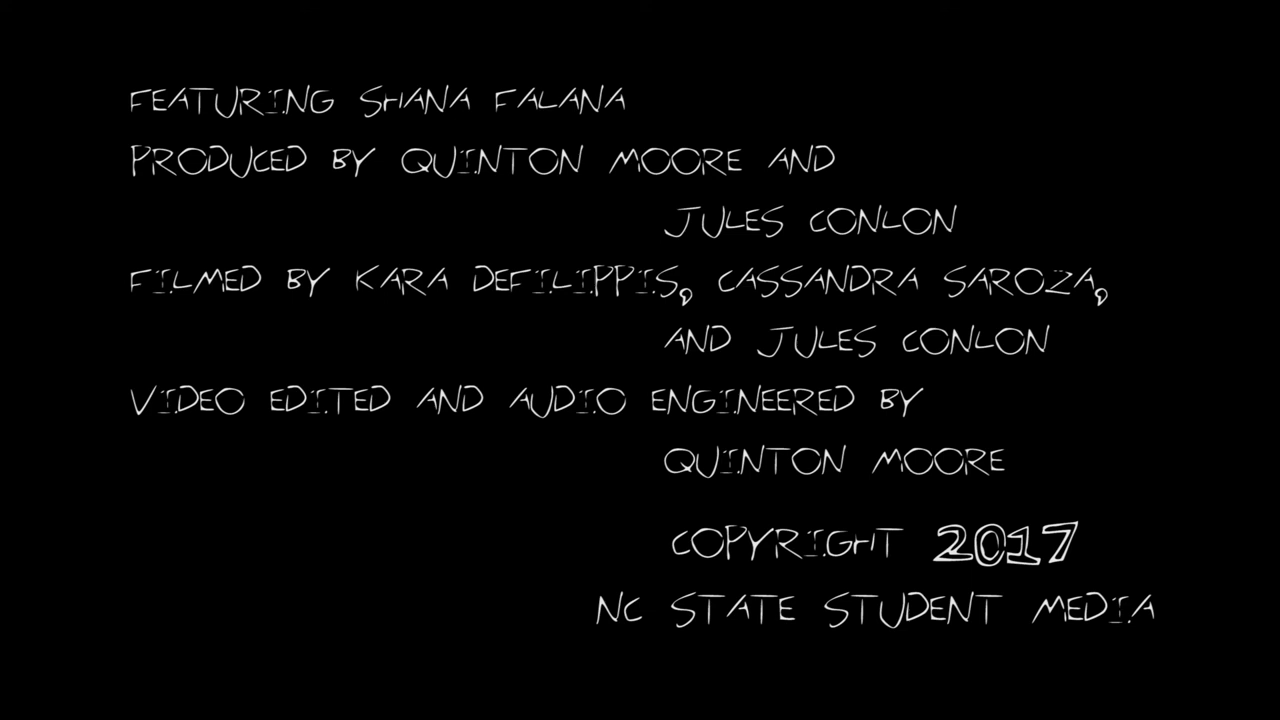 FEATURING SHANA FALANA
PRODUCED BY QUINTON MOORE AND
JULES CONLON
FILMED BY KARA DEFILIPPIS, CASSANDRA SAROZA,
AND JULES CONLON
VIDEO EDITED AND AUDIO ENGINEERED BY
QUINTON MOORE
COPYRIGHT 2017
NC STATE STUDENT MEDIA